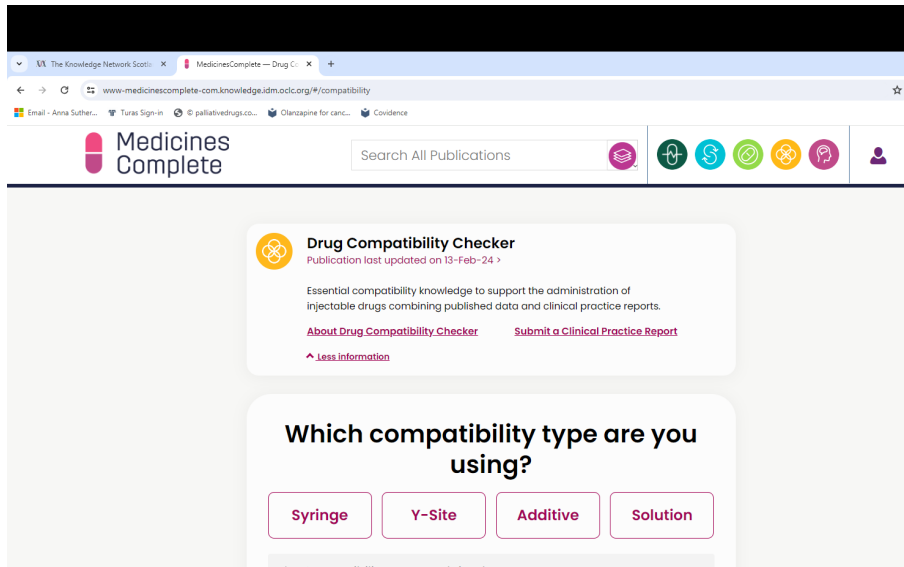 The Knowledge Network Scotla
MedicinesComplete — Drug Co
www-medicinescomplete-com.knowledge.idm.oclc.org/#/compatibility
Email - Anna Suther...
Turas Sign-in
palliativedrugs.co...
Olanzapine for canc...
Covidence
Medicines
Complete
Search All Publications
Drug Compatibility Checker
Publication last updated on 13-Feb-24 >
Essential compatibility knowledge to support the administration of
injectable drugs combining published data and clinical practice reports.
About Drug Compatibility Checker
Submit a Clinical Practice Report
Less information
Which compatibility type are you
using?
Syringe
Y-Site
Additive
Solution